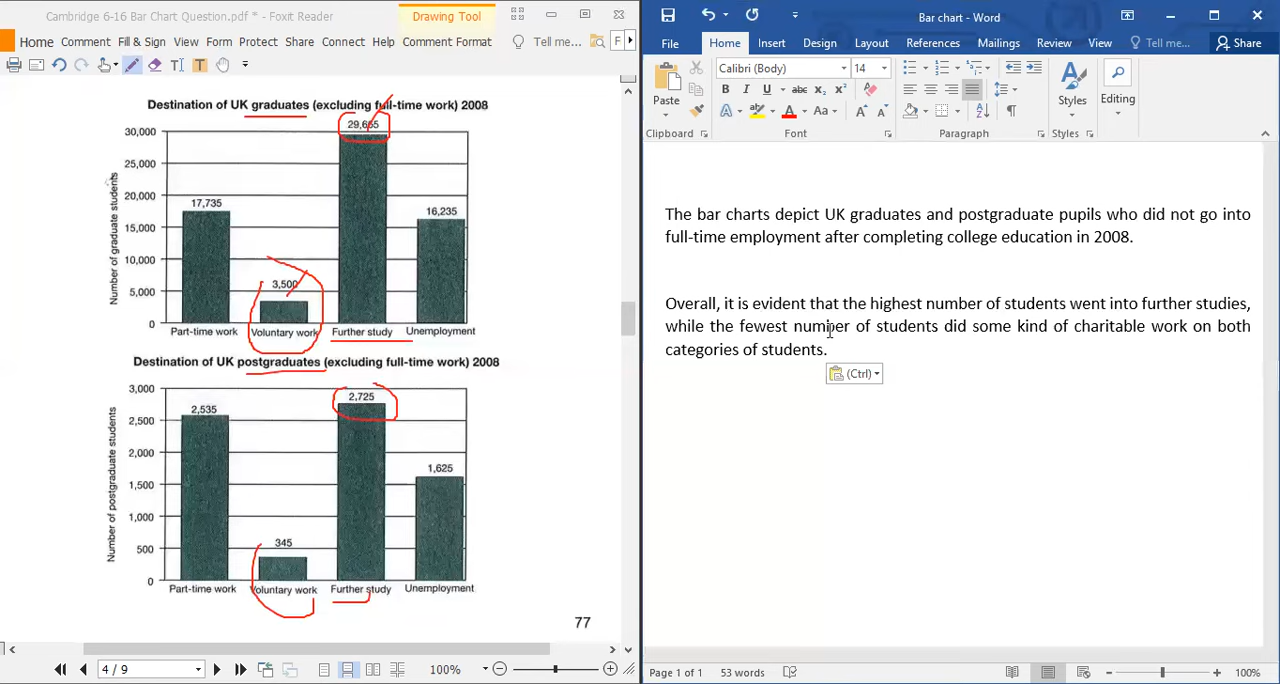 Cambridge 6-16 Bar Chart Question.pdf * - Foxit Reader
Drawing Tool
Home Comment Fill & Sign View Form Protect Share Connect Help Comment Format Tell me... F
Destination of UK graduates (excluding full-time work) 2008
Number of graduate students
30,000
25,000
20,000
15,000
10,000
5,000
0
17,735
3,500
29,665
16,235
Part-time work Voluntary work Further study Unemployment
Destination of UK postgraduates (excluding full-time work) 2008
Number of postgraduate students
3,000
2,500
2,000
1,500
1,000
500
0
2,535
345
2,725
1,625
Part-time work Voluntary work Further study Unemployment
77
4 / 9 100%
Bar chart - Word
File Home Insert Design Layout References Mailings Review View Tell me... Share
Paste
Calibri (Body) 14
B I U abc x₂ x²
A A Aa A A
Styles
Editing
Clipboard Font Paragraph Styles
The bar charts depict UK graduates and postgraduate pupils who did not go into
full-time employment after completing college education in 2008.
Overall, it is evident that the highest number of students went into further studies,
while the fewest number of students did some kind of charitable work on both
categories of students.
(Ctrl)
Page 1 of 1 53 words 100%